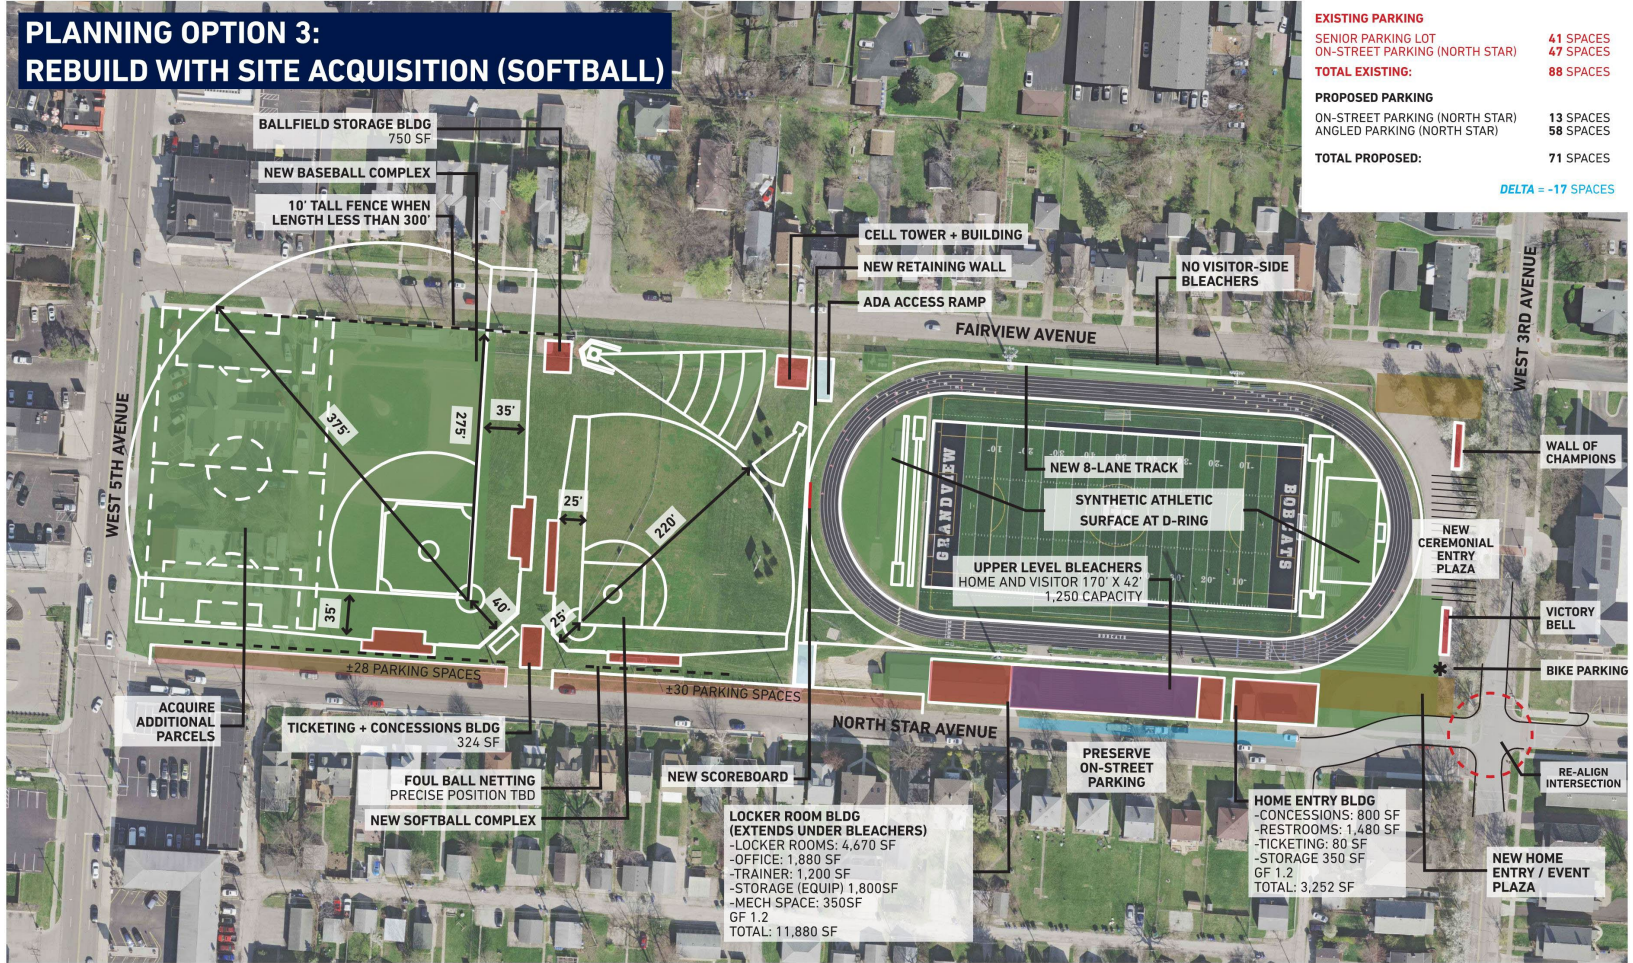 PLANNING OPTION 3:
REBUILD WITH SITE ACQUISITION (SOFTBALL)
EXISTING PARKING
SENIOR PARKING LOT 41 SPACES
ON-STREET PARKING (NORTH STAR) 47 SPACES
TOTAL EXISTING: 88 SPACES
PROPOSED PARKING
ON-STREET PARKING (NORTH STAR) 13 SPACES
ANGLED PARKING (NORTH STAR) 58 SPACES
TOTAL PROPOSED: 71 SPACES
DELTA = -17 SPACES
BALLFIELD STORAGE BLDG
750 SF
NEW BASEBALL COMPLEX
10' TALL FENCE WHEN
LENGTH LESS THAN 300'
CELL TOWER + BUILDING
NEW RETAINING WALL
ADA ACCESS RAMP
NO VISITOR-SIDE
BLEACHERS
FAIRVIEW AVENUE
WEST 3RD AVENUE
WEST 5TH AVENUE
375'
275'
35'
25'
220'
35'
40'
25'
GRANDVIEW
BOBCATS
NEW 8-LANE TRACK
SYNTHETIC ATHLETIC
SURFACE AT D-RING
UPPER LEVEL BLEACHERS
HOME AND VISITOR 170' X 42'
1,250 CAPACITY
BOBCATS
WALL OF
CHAMPIONS
NEW
CEREMONIAL
ENTRY
PLAZA
VICTORY
BELL
BIKE PARKING
*
±28 PARKING SPACES
±30 PARKING SPACES
NORTH STAR AVENUE
ACQUIRE
ADDITIONAL
PARCELS
TICKETING + CONCESSIONS BLDG
324 SF
FOUL BALL NETTING
PRECISE POSITION TBD
NEW SOFTBALL COMPLEX
NEW SCOREBOARD
PRESERVE
ON-STREET
PARKING
RE-ALIGN
INTERSECTION
LOCKER ROOM BLDG
(EXTENDS UNDER BLEACHERS)
-LOCKER ROOMS: 4,670 SF
-OFFICE: 1,880 SF
-TRAINER: 1,200 SF
-STORAGE (EQUIP) 1,800SF
-MECH SPACE: 350SF
GF 1.2
TOTAL: 11,880 SF
HOME ENTRY BLDG
-CONCESSIONS: 800 SF
-RESTROOMS: 1,480 SF
-TICKETING: 80 SF
-STORAGE 350 SF
GF 1.2
TOTAL: 3,252 SF
NEW HOME
ENTRY / EVENT
PLAZA